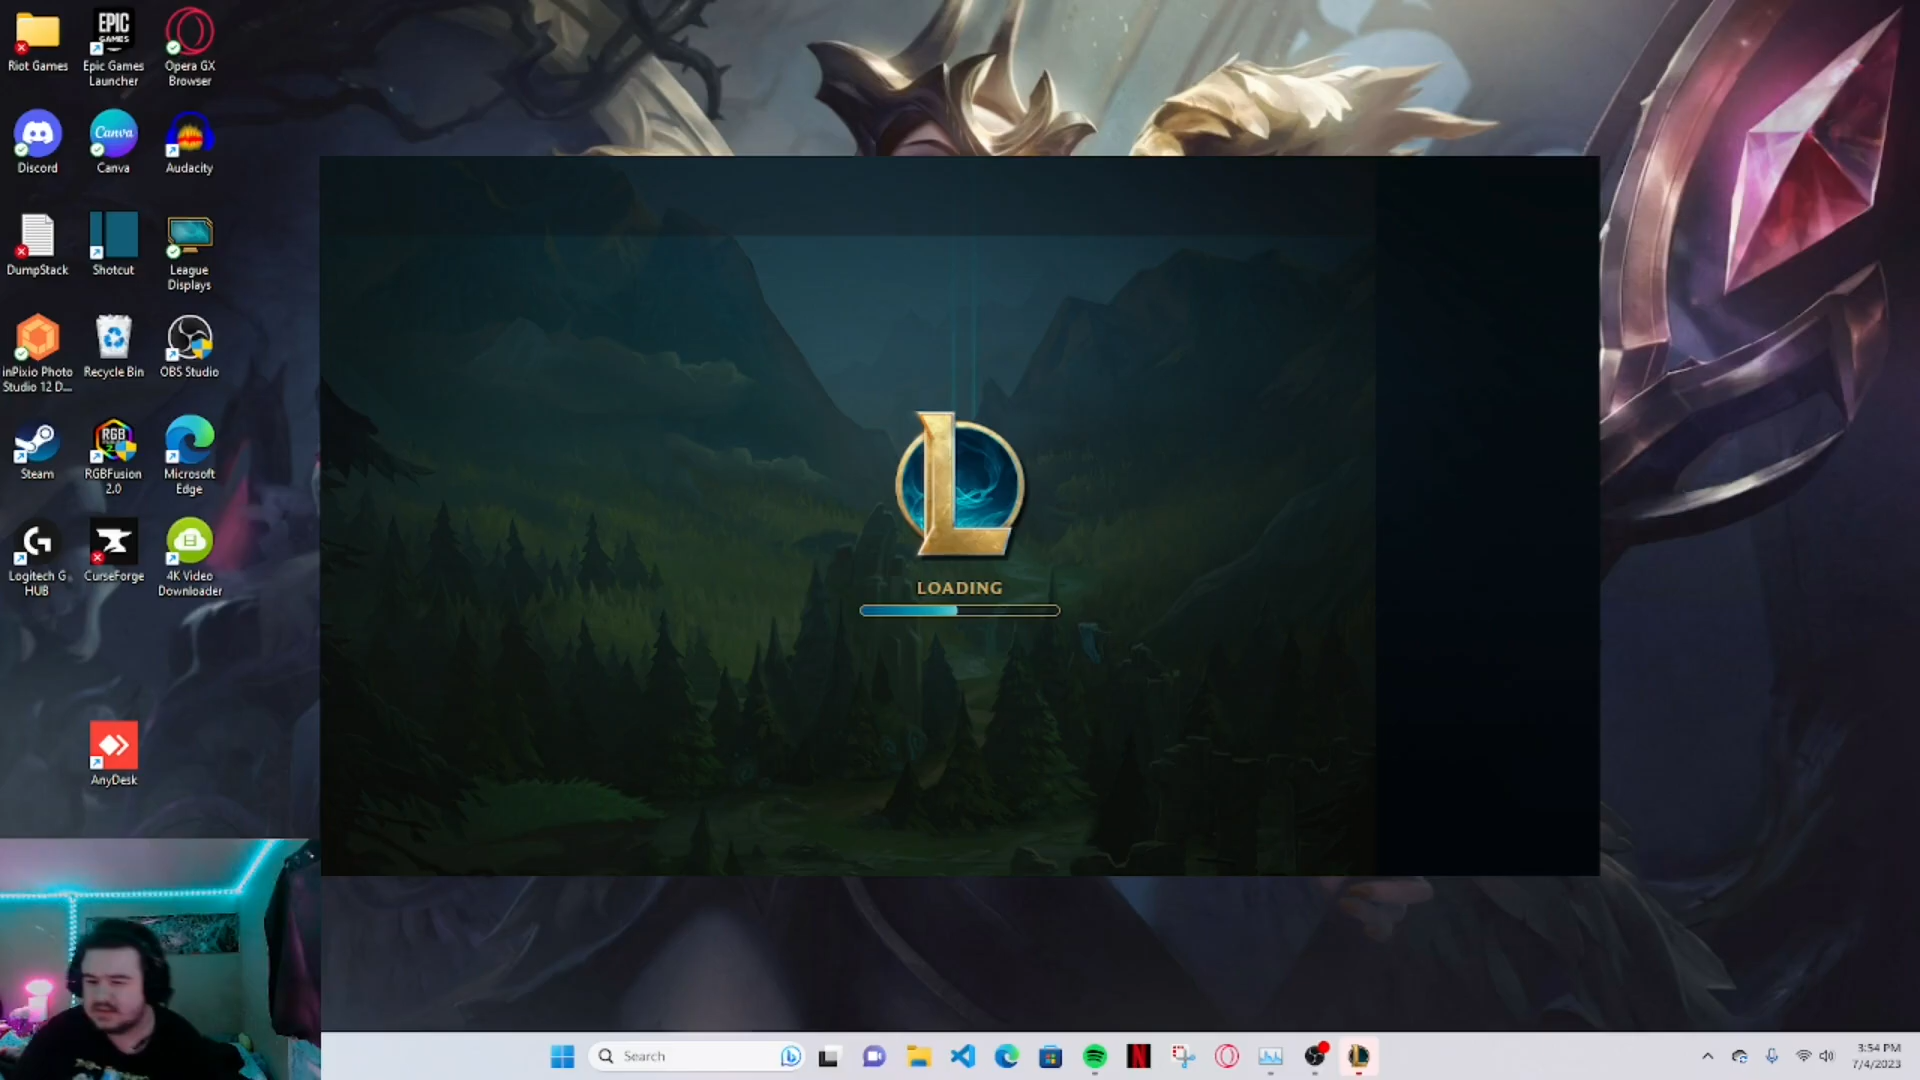 Riot Games
EPIC
GAMES
Epic Games
Launcher
Opera GX
Browser
Discord
Canva
Canva
Audacity
DumpStack
Shotcut
League
Displays
inPixio Photo
Studio 12 D...
Recycle Bin
OBS Studio
Steam
RGB
RGBFusion
2.0
Microsoft
Edge
Logitech G
HUB
CurseForge
4K Video
Downloader
AnyDesk
LOADING
Search
3:54 PM
7/4/2023